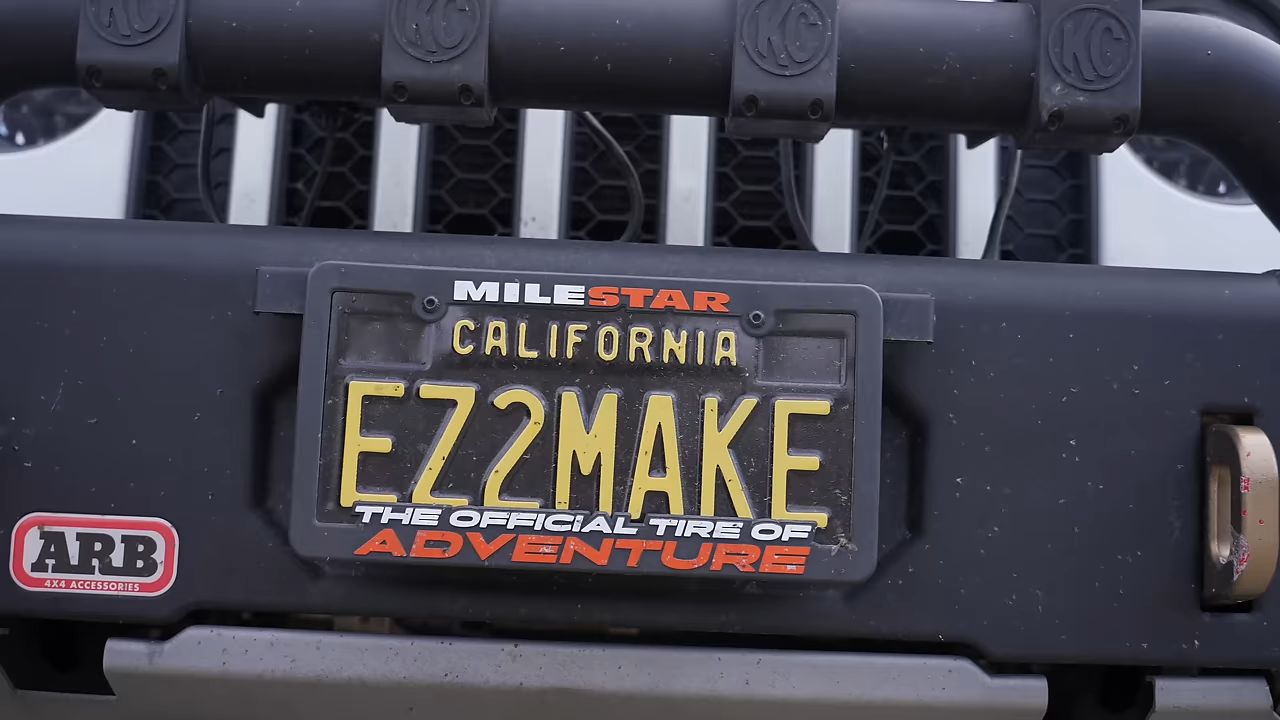 KC KC KC KC
MILESTAR
CALIFORNIA
EZ2MAKE
THE OFFICIAL TIRE OF
ADVENTURE
ARB
4X4 ACCESSORIES